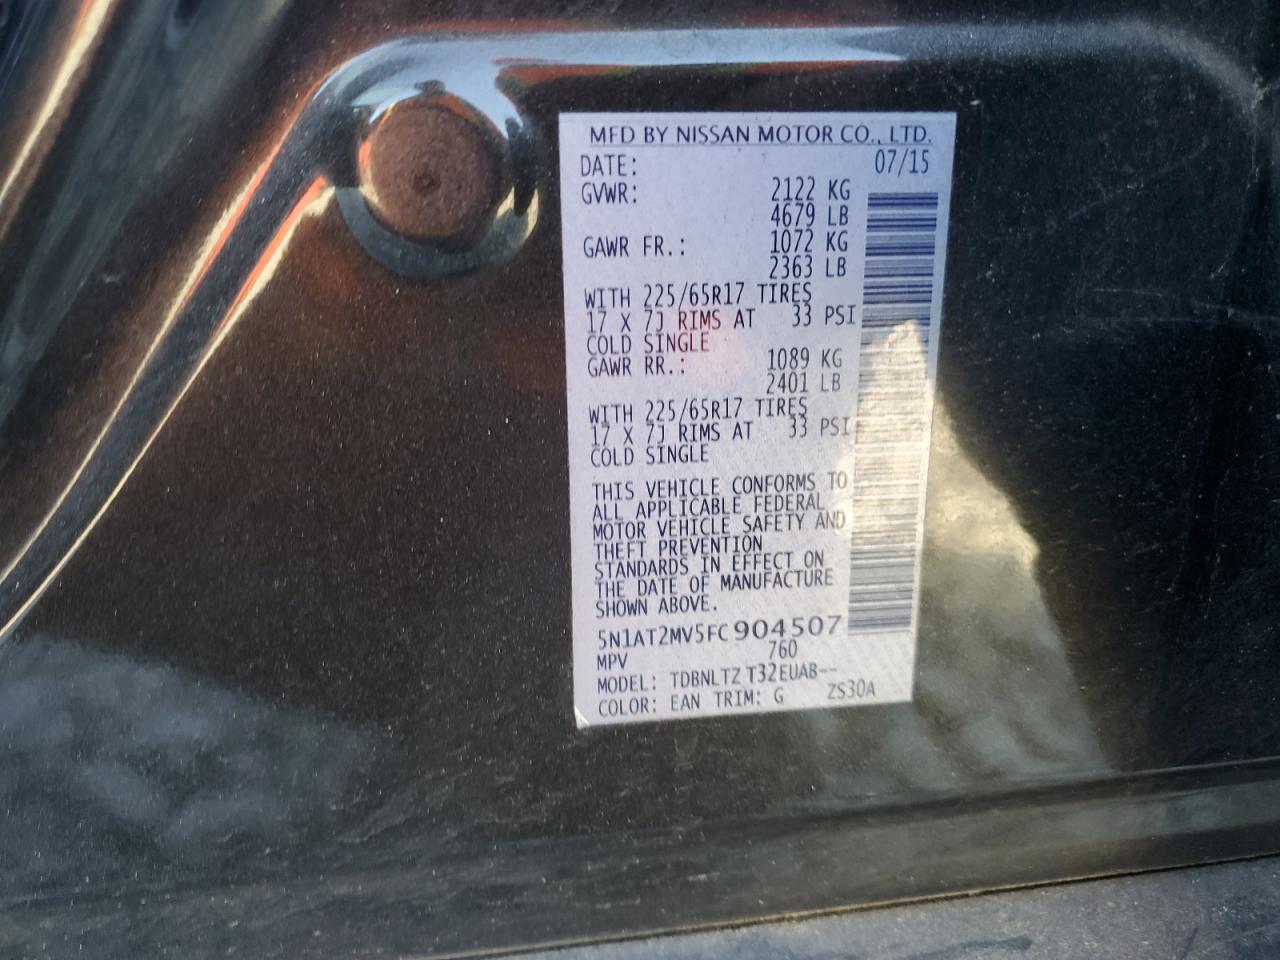 MFD BY NISSAN MOTOR CO., LTD.
DATE: 07/15
GVWR: 2122 KG
4679 LB
GAWR FR.: 1072 KG
2363 LB
WITH 225/65R17 TIRES
17 X 7J RIMS AT 33 PSI
COLD SINGLE
GAWR RR.: 1089 KG
2401 LB
WITH 225/65R17 TIRES
17 X 7J RIMS AT 33 PSI
COLD SINGLE
THIS VEHICLE CONFORMS TO
ALL APPLICABLE FEDERAL
MOTOR VEHICLE SAFETY AND
THEFT PREVENTION
STANDARDS IN EFFECT ON
THE DATE OF MANUFACTURE
SHOWN ABOVE.
5N1AT2MV5FC904507
MPV 760
MODEL: TDBNLTZ T32EUAB--
COLOR: EAN TRIM: G ZS30A